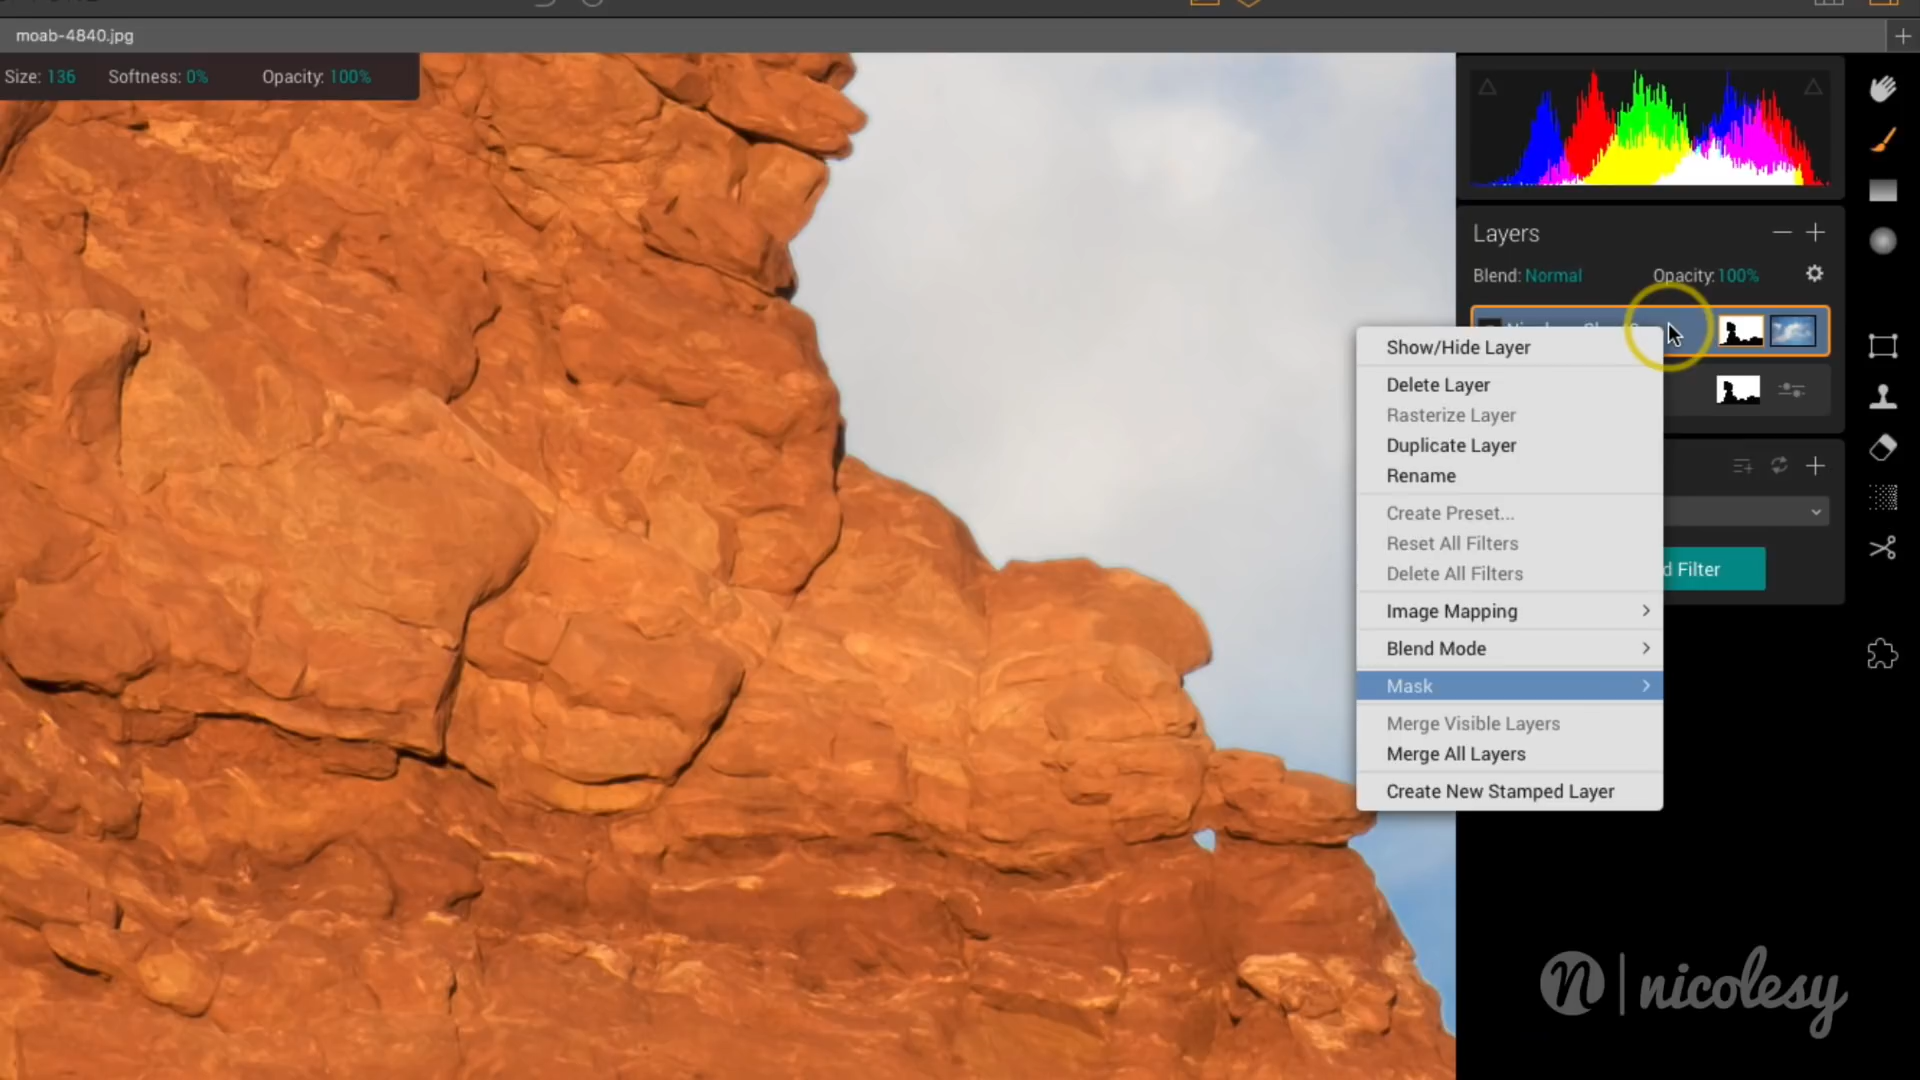 moab-4840.jpg
Size: 136 Softness: 0% Opacity: 100%
Layers
Blend: Normal Opacity: 100%
Show/Hide Layer
Delete Layer
Rasterize Layer
Duplicate Layer
Rename
Create Preset...
Reset All Filters
Delete All Filters
d Filter
Image Mapping
Blend Mode
Mask
Merge Visible Layers
Merge All Layers
Create New Stamped Layer
n | nicolesy